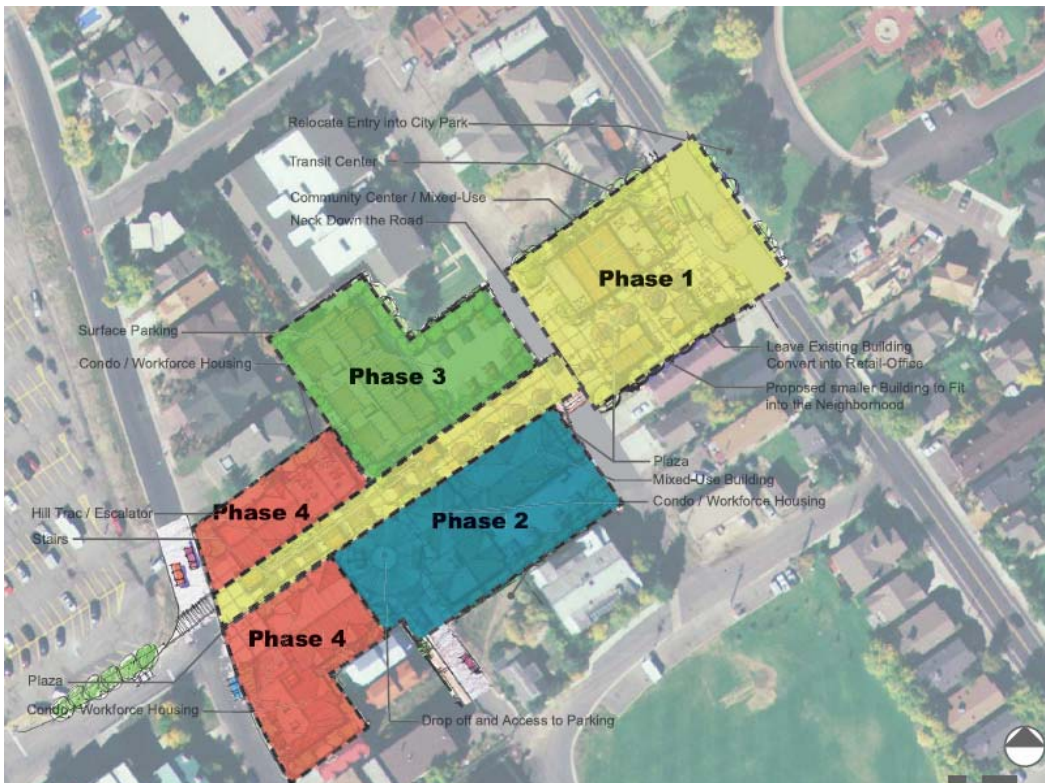 Relocate Entry into City Park
Transit Center
Community Center / Mixed-Use
Neck Down the Road
Phase 1
Surface Parking
Condo / Workforce Housing
Phase 3
Leave Existing Building
Convert into Retail-Office
Proposed smaller Building to Fit
into the Neighborhood
Plaza
Mixed-Use Building
Condo / Workforce Housing
Hill Trac / Escalator
Stairs
Phase 4
Phase 2
Phase 4
Plaza
Condo / Workforce Housing
Drop off and Access to Parking